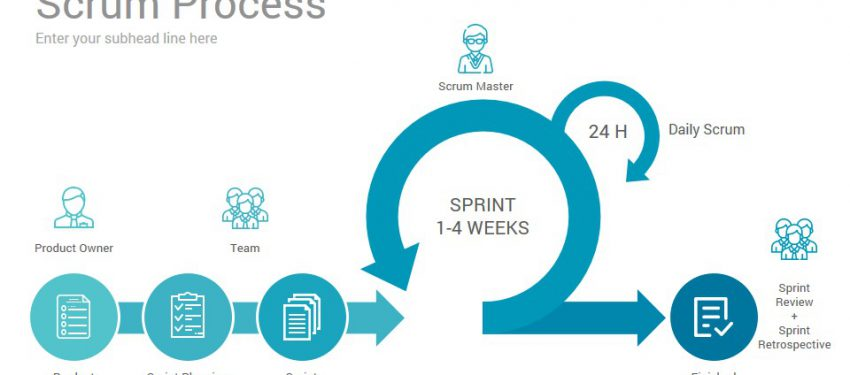 Scrum Process
Enter your subhead line here
Scrum Master
24 H
Daily Scrum
SPRINT
1-4 WEEKS
Product Owner
Team
Sprint
Review
+
Sprint
Retrospective